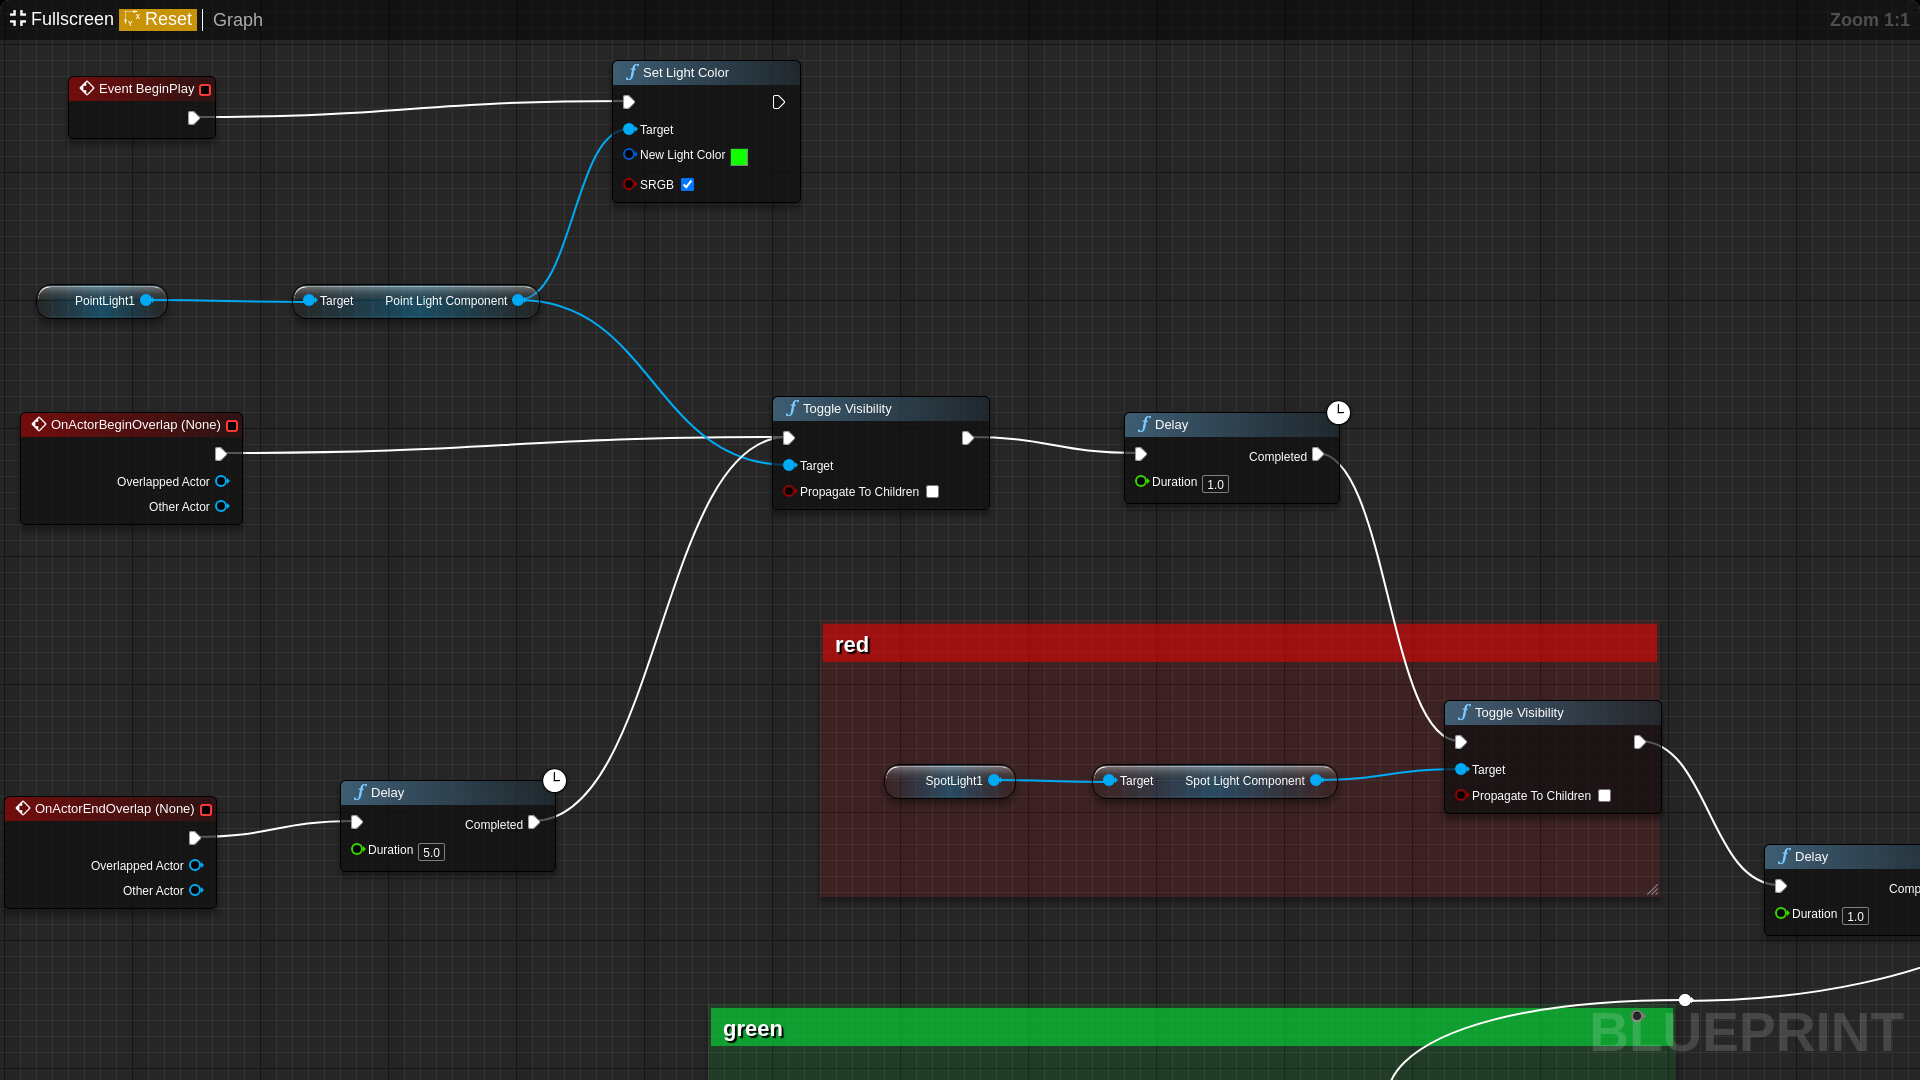 Fullscreen Reset Graph Zoom 1:1
Event BeginPlay
Set Light Color
Target
New Light Color
SRGB
PointLight1
Target Point Light Component
OnActorBeginOverlap (None)
Overlapped Actor
Other Actor
Toggle Visibility
Target
Propagate To Children
Delay
Completed
Duration 1.0
red
SpotLight1
Target Spot Light Component
Toggle Visibility
Target
Propagate To Children
OnActorEndOverlap (None)
Overlapped Actor
Other Actor
Delay
Completed
Duration 5.0
Delay
Comp
Duration 1.0
green
BLUEPRINT